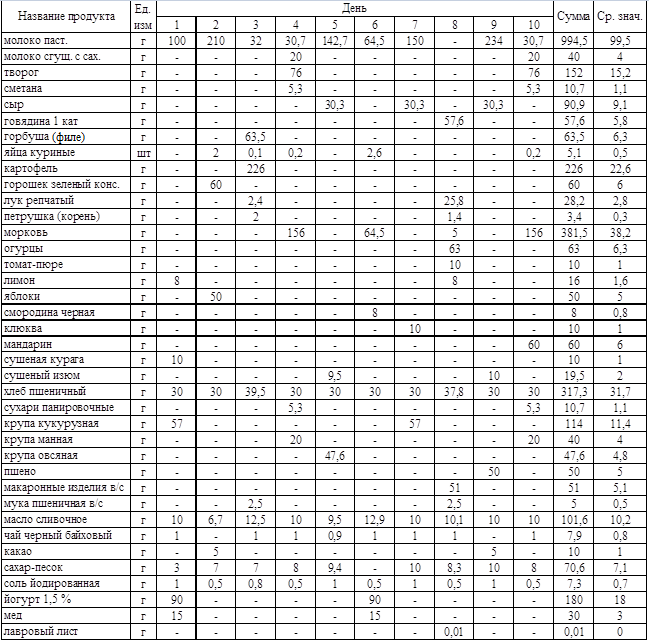 Название продукта Ед. изм День Сумма Ср. знач.
1 2 3 4 5 6 7 8 9 10
молоко паст. г 100 210 32 30,7 142,7 64,5 150 - 234 30,7 994,5 99,5
молоко сгущ. с сах. г - - - 20 - - - - - 20 40 4
творог г - - - 76 - - - - - 76 152 15,2
сметана г - - - 5,3 - - - - - 5,3 10,7 1,1
сыр г - - - - 30,3 - 30,3 - 30,3 - 90,9 9,1
говядина 1 кат г - - - - - - - 57,6 - - 57,6 5,8
горбуша (филе) г - - 63,5 - - - - - - - 63,5 6,3
яйца куриные шт - 2 0,1 0,2 - 2,6 - - - 0,2 5,1 0,5
картофель г - - 226 - - - - - - - 226 22,6
горошек зеленый конс. г - 60 - - - - - - - - 60 6
лук репчатый г - - 2,4 - - - - 25,8 - - 28,2 2,8
петрушка (корень) г - - 2 - - - - 1,4 - - 3,4 0,3
морковь г - - - 156 - 64,5 - 5 - 156 381,5 38,2
огурцы г - - - - - - - 63 - - 63 6,3
томат-пюре г - - - - - - - 10 - - 10 1
лимон г 8 - - - - - - 8 - - 16 1,6
яблоки г - 50 - - - - - - - - 50 5
смородина черная г - - - - - 8 - - - - 8 0,8
клюква г - - - - - - 10 - - - 10 1
мандарин г - - - - - - - - - 60 60 6
сушеная курага г 10 - - - - - - - - - 10 1
сушеный изюм г - - - - 9,5 - - - 10 - 19,5 2
хлеб пшеничный г 30 30 39,5 30 30 30 30 37,8 30 30 317,3 31,7
сухари панировочные г - - - 5,3 - - - - - 5,3 10,7 1,1
крупа кукурузная г 57 - - - - - 57 - - - 114 11,4
крупа манная г - - - 20 - - - - - 20 40 4
крупа овсяная г - - - - 47,6 - - - - - 47,6 4,8
пшено г - - - - - - - - 50 - 50 5
макаронные изделия в/с г - - - - - - - 51 - - 51 5,1
мука пшеничная в/с г - - 2,5 - - - - 2,5 - - 5 0,5
масло сливочное г 10 6,7 12,5 10 9,5 12,9 10 10,1 10 10 101,6 10,2
чай черный байховый г 1 - 1 1 0,9 1 1 1 - 1 7,9 0,8
какао г - 5 - - - - - - 5 - 10 1
сахар-песок г 3 7 7 8 9,4 - 10 8,3 10 8 70,6 7,1
соль йодированная г 1 0,5 0,8 0,5 1 0,5 1 0,5 1 0,5 7,3 0,7
йогурт 1,5 % г 90 - - - - 90 - - - - 180 18
мед г 15 - - - - 15 - - - - 30 3
лавровый лист г - - - - - - - 0,01 - - 0,01 0